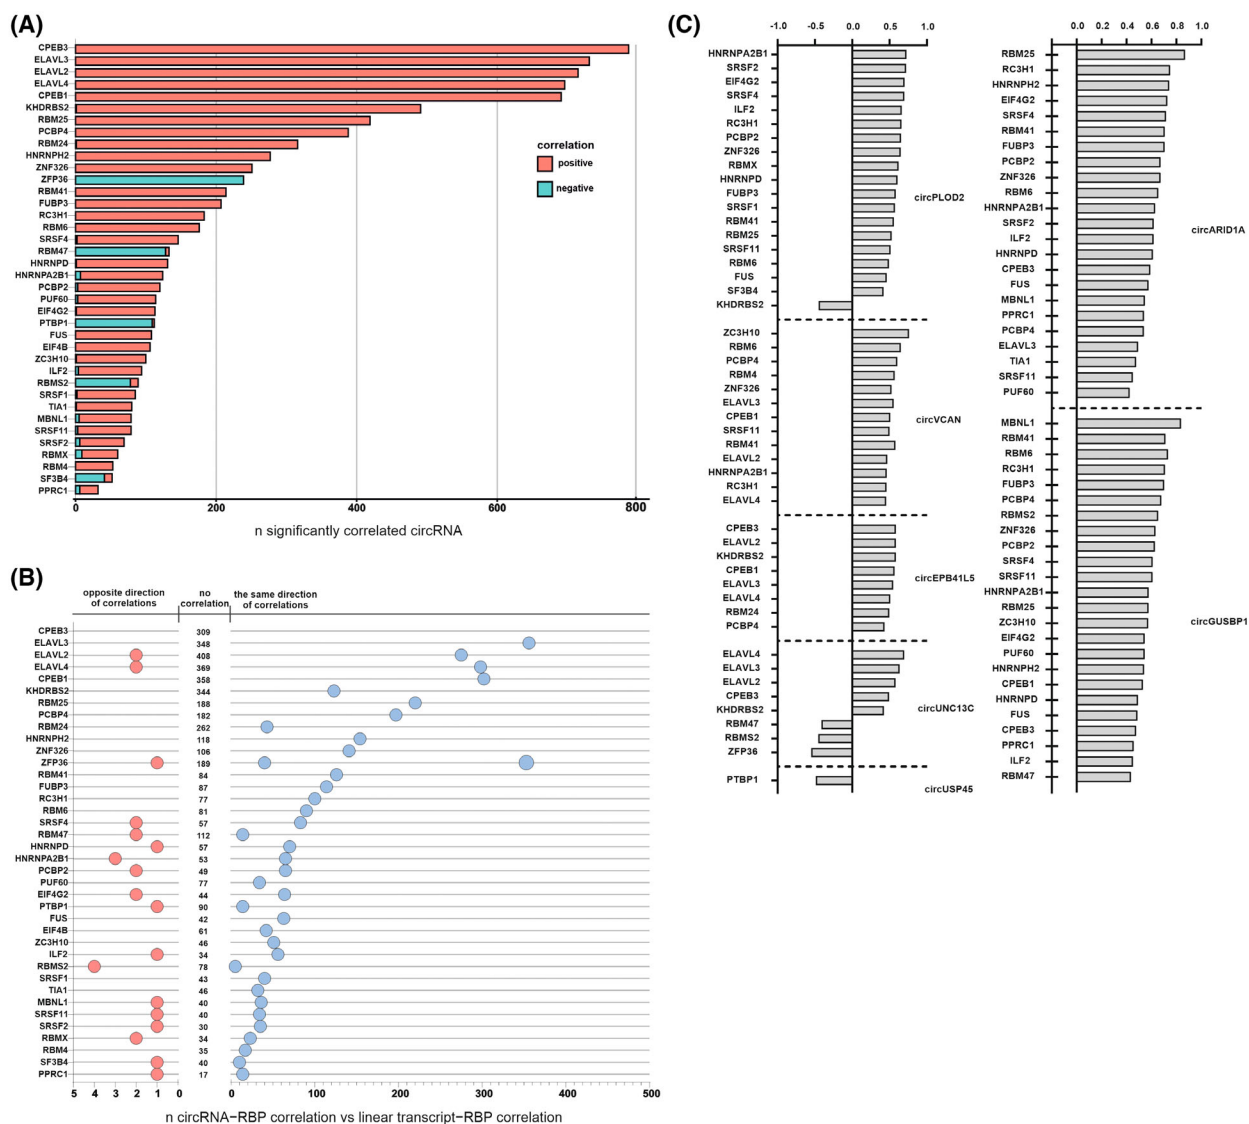 (A)
CPEB3
ELAVL3
ELAVL2
ELAVL4
CPEB1
KHDRBS2
RBM25
PCBP4
RBM24
HNRNPH2
ZNF326
ZFP36
RBM41
FUBP3
RC3H1
RBM6
SRSF4
RBM47
HNRNPD
HNRNPA2B1
PCBP2
PUF60
EIF4G2
PTBP1
FUS
EIF4B
ZC3H10
ILF2
RBMS2
SRSF1
TIA1
MBNL1
SRSF11
SRSF2
RBMX
RBM4
SF3B4
PPRC1
0 200 400 600 800
n significantly correlated circRNA
correlation
positive
negative
(B)
opposite direction of correlations
no correlation
the same direction of correlations
CPEB3 309
ELAVL3 348
ELAVL2 408
ELAVL4 369
CPEB1 358
KHDRBS2 344
RBM25 188
PCBP4 182
RBM24 262
HNRNPH2 118
ZNF326 106
ZFP36 189
RBM41 84
FUBP3 87
RC3H1 77
RBM6 81
SRSF4 57
RBM47 112
HNRNPD 57
HNRNPA2B1 53
PCBP2 49
PUF60 77
EIF4G2 44
PTBP1 90
FUS 42
EIF4B 61
ZC3H10 46
ILF2 34
RBMS2 78
SRSF1 43
TIA1 46
MBNL1 40
SRSF11 40
SRSF2 30
RBMX 34
RBM4 35
SF3B4 40
PPRC1 17
5 4 3 2 1 0 0 100 200 300 400 500
n circRNA−RBP correlation vs linear transcript−RBP correlation
(C)
-1.0 -0.5 0.0 0.5 1.0
HNRNPA2B1
SRSF2
EIF4G2
SRSF4
ILF2
RC3H1
PCBP2
ZNF326
RBMX
HNRNPD
FUBP3
SRSF1
RBM41
RBM25
SRSF11
RBM6
FUS
SF3B4
KHDRBS2
circPLOD2
ZC3H10
RBM6
PCBP4
RBM4
ZNF326
ELAVL3
CPEB1
SRSF11
RBM41
ELAVL2
HNRNPA2B1
RC3H1
ELAVL4
circVCAN
CPEB3
ELAVL2
KHDRBS2
CPEB1
ELAVL3
ELAVL4
RBM24
PCBP4
circEPB41L5
ELAVL4
ELAVL3
ELAVL2
CPEB3
KHDRBS2
RBM47
RBMS2
ZFP36
circUNC13C
PTBP1
circUSP45
0.0 0.2 0.4 0.6 0.8 1.0
RBM25
RC3H1
HNRNPH2
EIF4G2
SRSF4
RBM41
FUBP3
PCBP2
ZNF326
RBM6
HNRNPA2B1
SRSF2
ILF2
HNRNPD
CPEB3
FUS
MBNL1
PPRC1
PCBP4
ELAVL3
TIA1
SRSF11
PUF60
circARID1A
MBNL1
RBM41
RBM6
RC3H1
FUBP3
PCBP4
RBMS2
ZNF326
PCBP2
SRSF4
SRSF11
HNRNPA2B1
RBM25
ZC3H10
EIF4G2
PUF60
HNRNPH2
CPEB1
HNRNPD
FUS
CPEB3
PPRC1
ILF2
RBM47
circGUSBP1